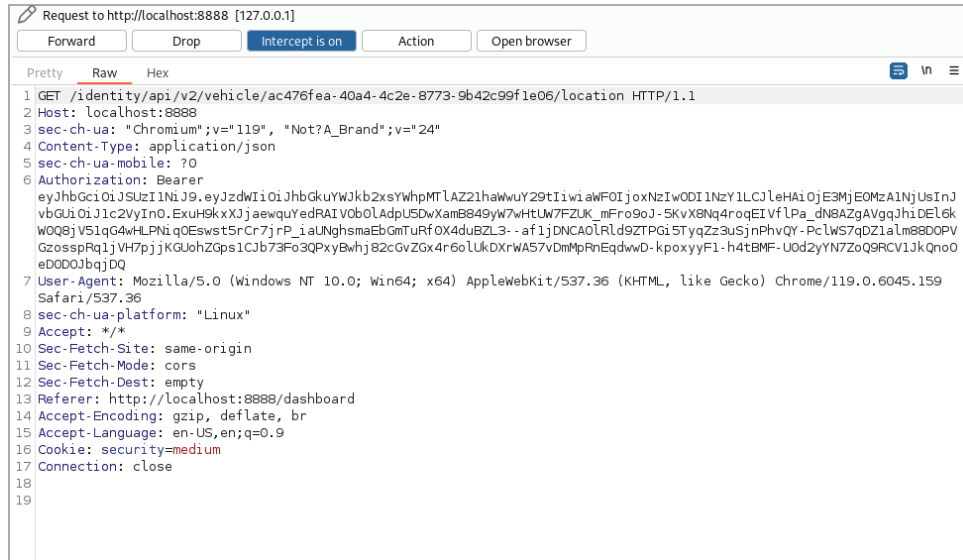 Request to http://localhost:8888 [127.0.0.1]
Forward Drop Intercept is on Action Open browser
Pretty Raw Hex \n
1 GET /identity/api/v2/vehicle/ac476fea-40a4-4c2e-8773-9b42c99f1e06/location HTTP/1.1
2 Host: localhost:8888
3 sec-ch-ua: "Chromium";v="119", "Not?A_Brand";v="24"
4 Content-Type: application/json
5 sec-ch-ua-mobile: ?0
6 Authorization: Bearer
7 User-Agent: Mozilla/5.0 (Windows NT 10.0; Win64; x64) AppleWebKit/537.36 (KHTML, like Gecko) Chrome/119.0.6045.159
Safari/537.36
8 sec-ch-ua-platform: "Linux"
9 Accept: */*
10 Sec-Fetch-Site: same-origin
11 Sec-Fetch-Mode: cors
12 Sec-Fetch-Dest: empty
13 Referer: http://localhost:8888/dashboard
14 Accept-Encoding: gzip, deflate, br
15 Accept-Language: en-US,en;q=0.9
16 Cookie: security=medium
17 Connection: close
18
19